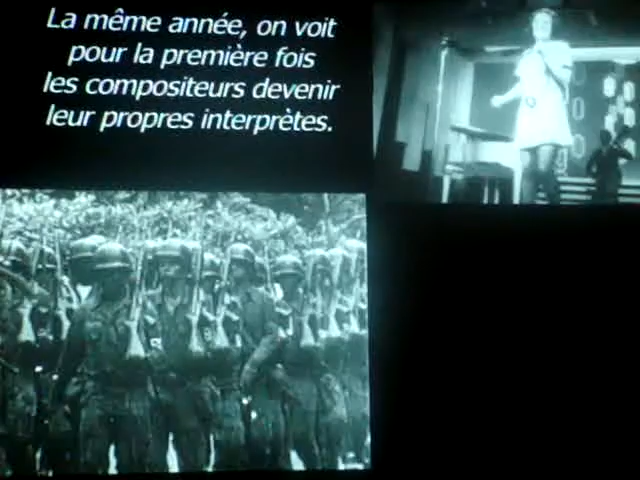 La même année, on voit
pour la première fois
les compositeurs devenir
leur propres interprètes.